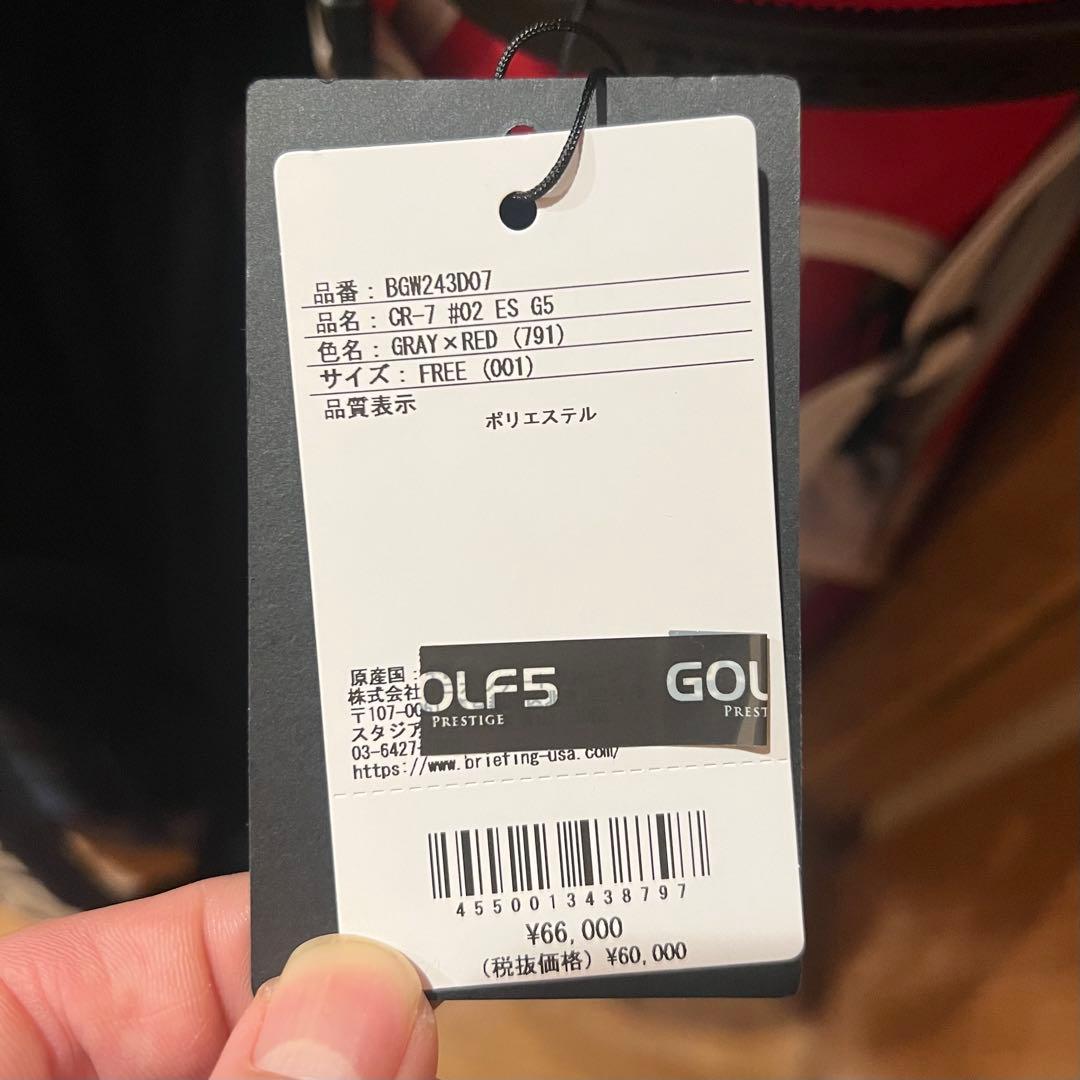 品番：BGW243D07
品名：CR-7 #02 ES G5
色名：GRAY×RED (791)
サイズ：FREE (001)
品質表示
ポリエステル
原産国：
株式会社
〒107-00
スタジア
03-6427-
https://www.briefing-usa.com/
OLF5
PRESTIGE
GOL
PREST
4550013438797
¥66,000
(税抜価格) ¥60,000